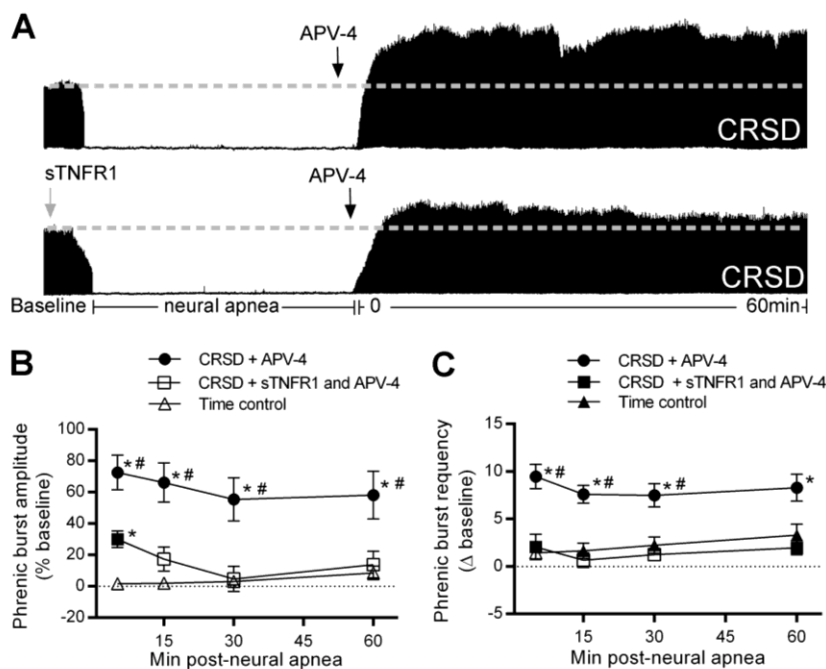 A
APV-4
CRSD
sTNFR1
APV-4
CRSD
Baseline neural apnea 0 60min
B
CRSD + APV-4
CRSD + sTNFR1 and APV-4
Time control
Phrenic burst amplitude
(% baseline)
100
80
60
40
20
0
-20
* #
* #
* #
* #
*
15 30 45 60
Min post-neural apnea
C
CRSD + APV-4
CRSD + sTNFR1 and APV-4
Time control
Phrenic burst requency
(Δ baseline)
15
10
5
0
-5
* #
* #
* #
*
15 30 45 60
Min post-neural apnea